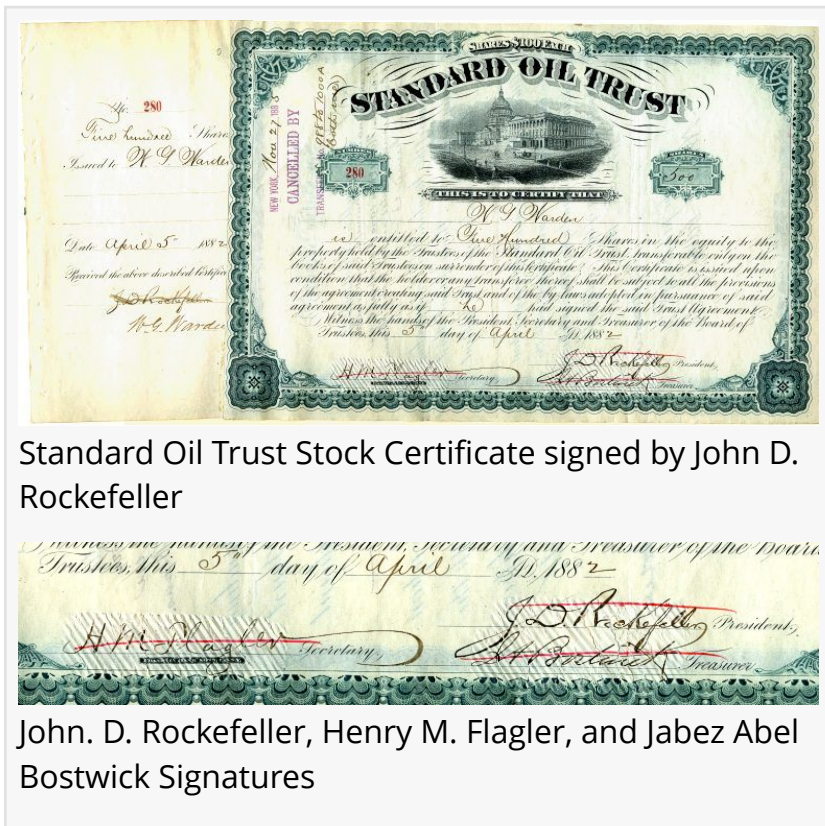 No. 280
Five hundred Shares
Issued to W. G. Warden
Date April 5th 1882
Received the above described Certifica
J. D. Rockefeller
W. G. Warden
NEW YORK, Nov 27 188
CANCELLED BY
TRANSFER
SHARES $100 EACH
STANDARD OIL TRUST
280
500
THIS IS TO CERTIFY THAT
W. G. Warden
is entitled to Five Hundred Shares in the equity to the
property held by the Trustees of the Standard Oil Trust, transferable only on the
books of said Trustees on surrender of this Certificate. This Certificate is issued upon
condition that the holder or any transferee thereof shall be subject to all the provisions
of the agreement creating said Trust and of the by laws adopted in pursuance of said
agreement as fully as if he had signed the said Trust Agreement.
Witness the hands of the President, Secretary and Treasurer of the Board of
Trustees, this 5th day of April A.D. 1882
J. D. Rockefeller President,
H. M. Flagler Secretary, J. A. Bostwick Treasurer
Standard Oil Trust Stock Certificate signed by John D.
Rockefeller
Witness the hands of the President, Secretary and Treasurer of the Board
Trustees, this 5th day of April A.D. 1882
J. D. Rockefeller President,
H. M. Flagler Secretary, J. A. Bostwick Treasurer
John. D. Rockefeller, Henry M. Flagler, and Jabez Abel
Bostwick Signatures